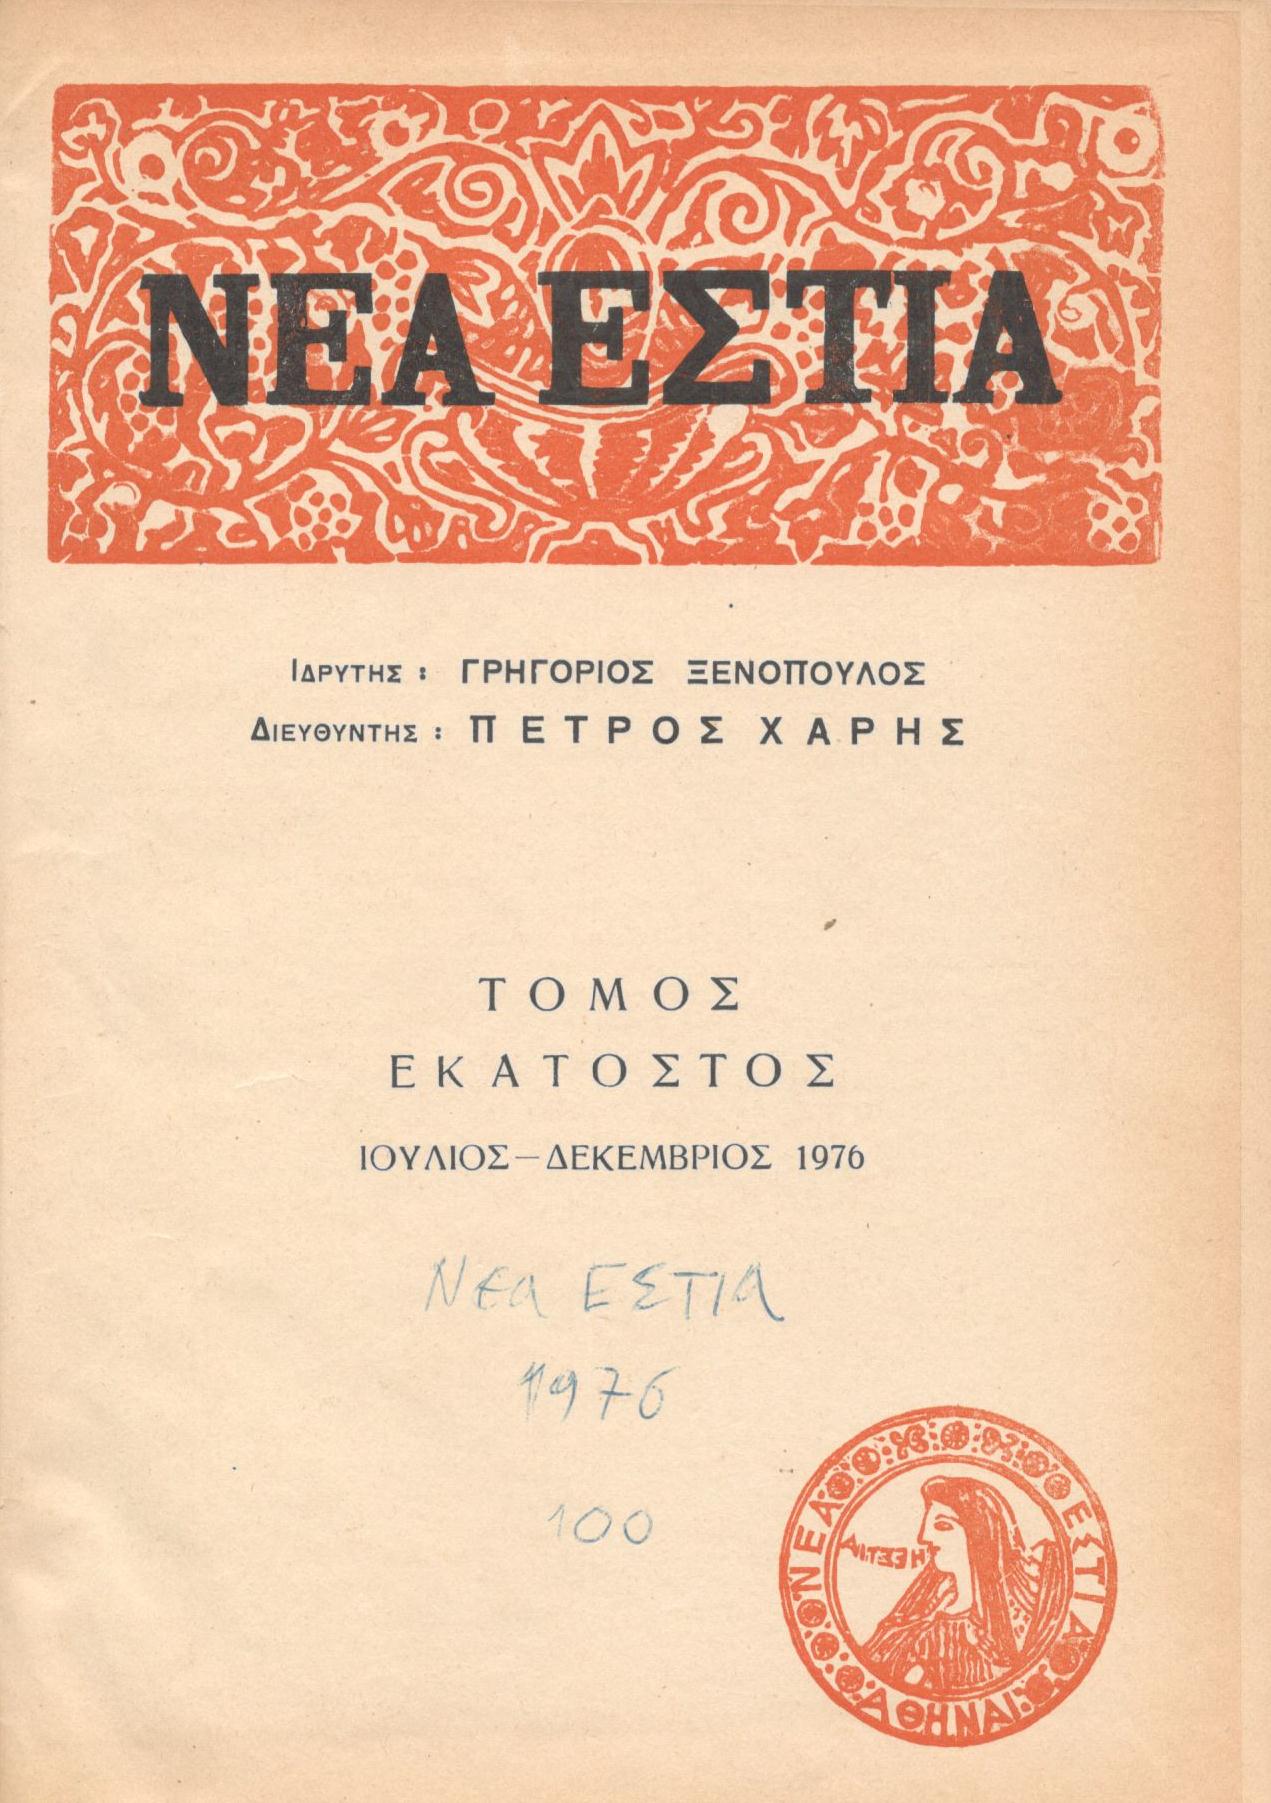 ΝΕΑ ΕΣΤΙΑ
ΙΔΡΥΤΗΣ : ΓΡΗΓΟΡΙΟΣ ΞΕΝΟΠΟΥΛΟΣ
ΔΙΕΥΘΥΝΤΗΣ : ΠΕΤΡΟΣ ΧΑΡΗΣ
ΤΟΜΟΣ
ΕΚΑΤΟΣΤΟΣ
ΙΟΥΛΙΟΣ — ΔΕΚΕΜΒΡΙΟΣ 1976
Νεα ΕΣΤΙΑ
1976
100
ΝΕΑ ΕΣΤΙΑ
ΗΕΣΤΙΑ
ΑΘΗΝΑΙ